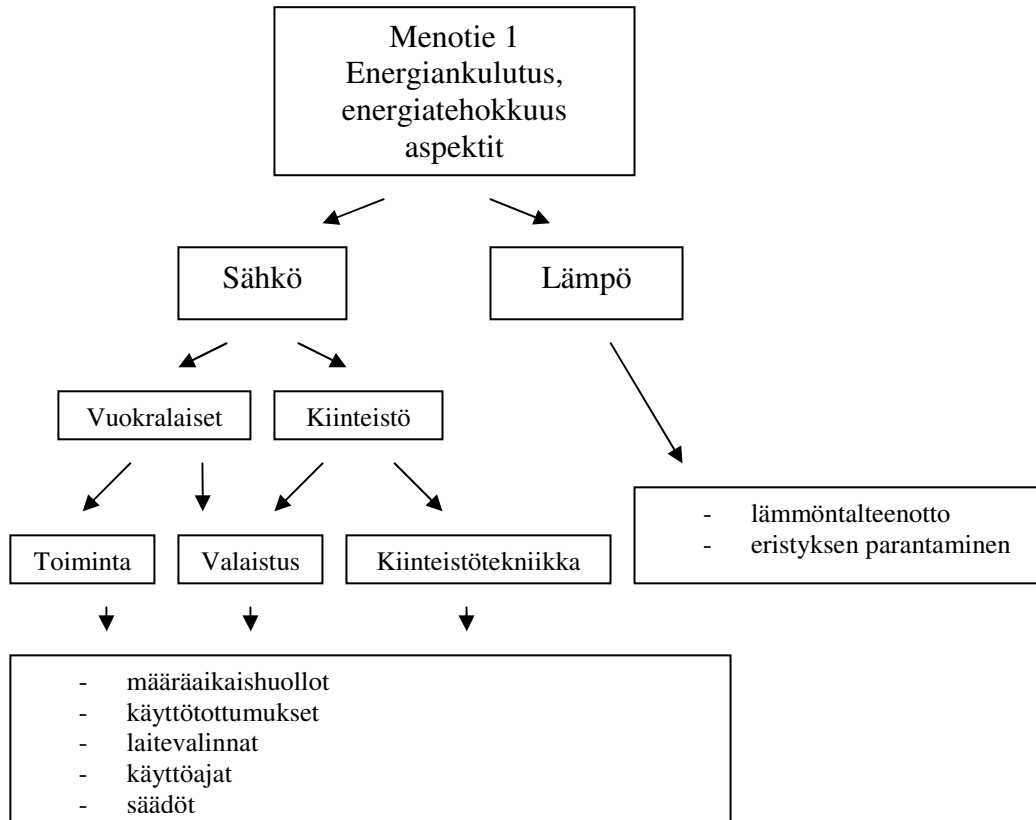 Menotie 1
Energiankulutus,
energiatehokkuus
aspektit
Sähkö
Lämpö
Vuokralaiset
Kiinteistö
- lämmöntalteenotto
- eristyksen parantaminen
Toiminta
Valaistus
Kiinteistötekniikka
- määräaikaishuollot
- käyttötottumukset
- laitevalinnat
- käyttöajat
- säädöt